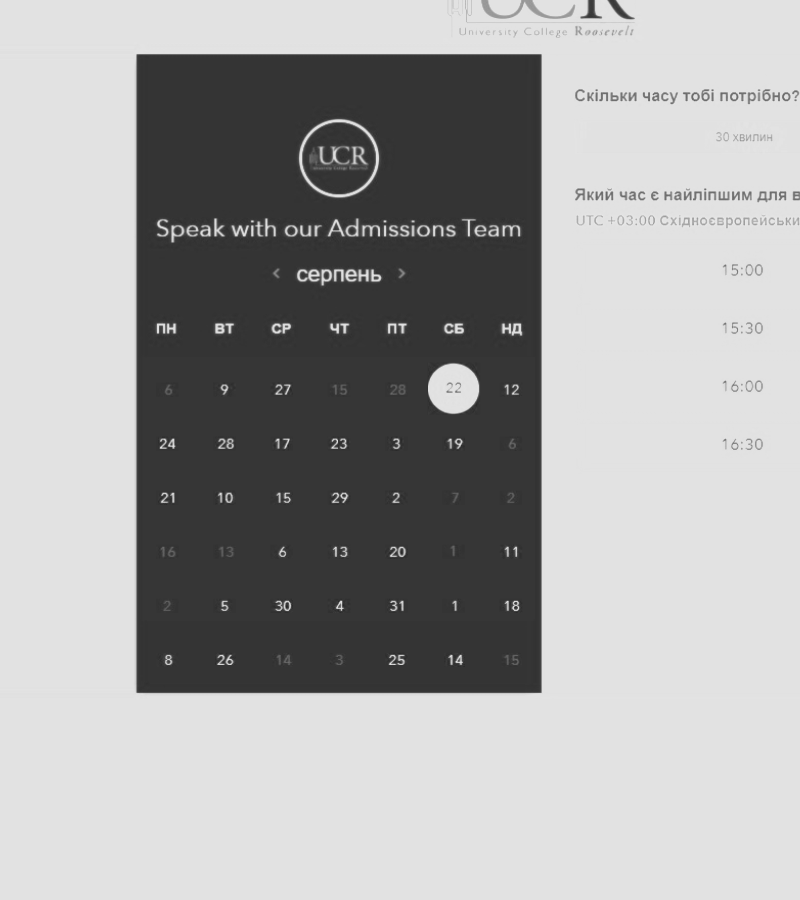 UCR
University College Roosevelt
UCR
Speak with our Admissions Team
‹ серпень ›
ПН ВТ СР ЧТ ПТ СБ НД
6 9 27 15 28 22 12
24 28 17 23 3 19 6
21 10 15 29 2 7 2
16 13 6 13 20 1 11
2 5 30 4 31 1 18
8 26 14 3 25 14 15
Скільки часу тобі потрібно?
30 хвилин
Який час є найліпшим для в
UTC +03:00 Східноєвропейськи
15:00
15:30
16:00
16:30